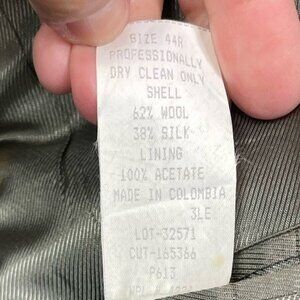 SIZE 44R
PROFESSIONALLY
DRY CLEAN ONLY
SHELL
62% WOOL
38% SILK
LINING
100% ACETATE
MADE IN COLOMBIA
3LE
LOT-32571
CUT-165386
P613